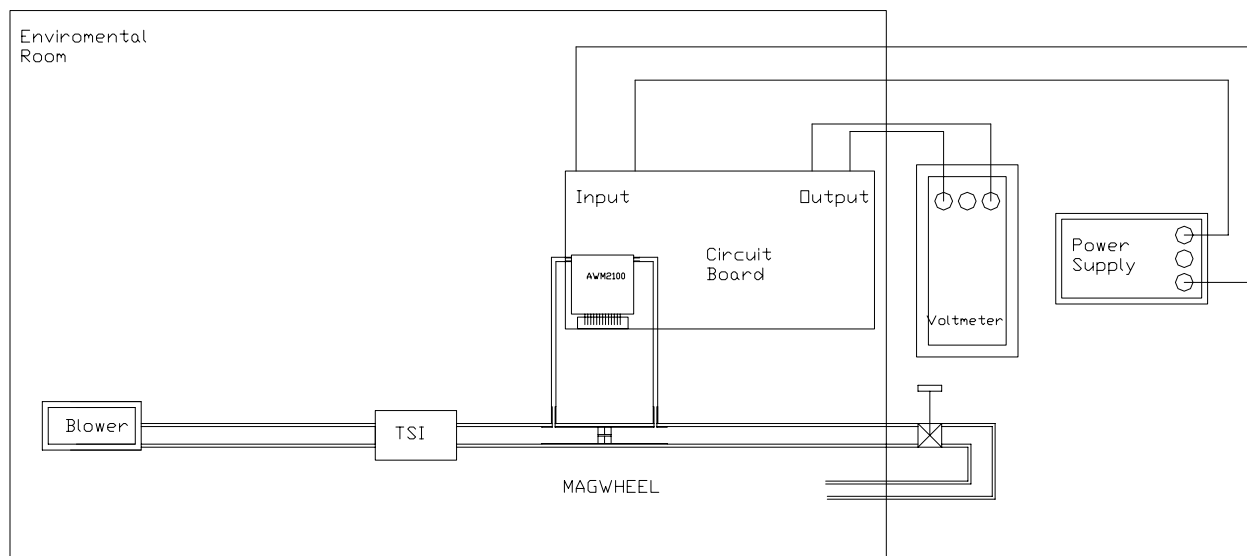 Enviromental
Room
Input
Output
Circuit
Board
AWM2100
Power
Supply
Voltmeter
Blower
TSI
MAGWHEEL